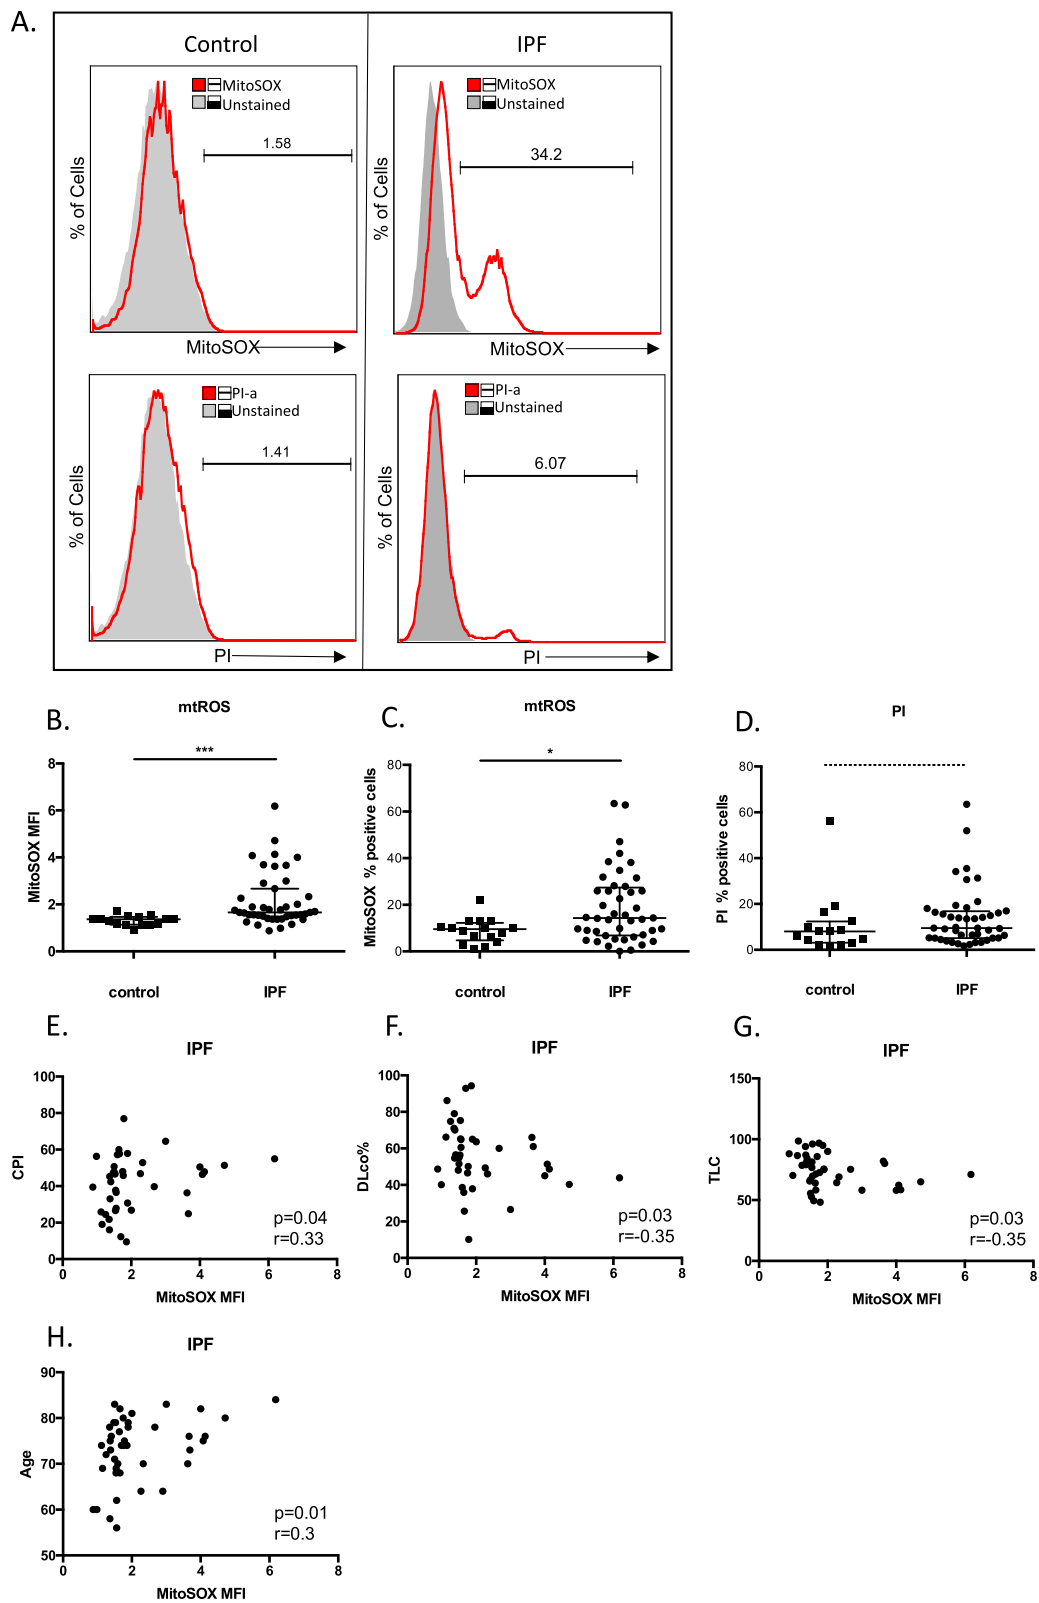 A.
Control
IPF
MitoSOX
Unstained
1.58
% of Cells
MitoSOX
MitoSOX
Unstained
34.2
% of Cells
MitoSOX
PI-a
Unstained
1.41
% of Cells
PI
PI-a
Unstained
6.07
% of Cells
PI
B.
mtROS
***
8
6
4
2
0
MitoSOX MFI
control
IPF
C.
mtROS
*
80
60
40
20
0
MitoSOX % positive cells
control
IPF
D.
PI
80
60
40
20
0
PI % positive cells
control
IPF
E.
IPF
100
80
60
40
20
0
CPI
p=0.04
r=0.33
0 2 4 6 8
MitoSOX MFI
F.
IPF
100
80
60
40
20
0
DLco%
p=0.03
r=-0.35
0 2 4 6 8
MitoSOX MFI
G.
IPF
150
100
50
0
TLC
p=0.03
r=-0.35
0 2 4 6 8
MitoSOX MFI
H.
IPF
90
80
70
60
50
Age
p=0.01
r=0.3
0 2 4 6 8
MitoSOX MFI